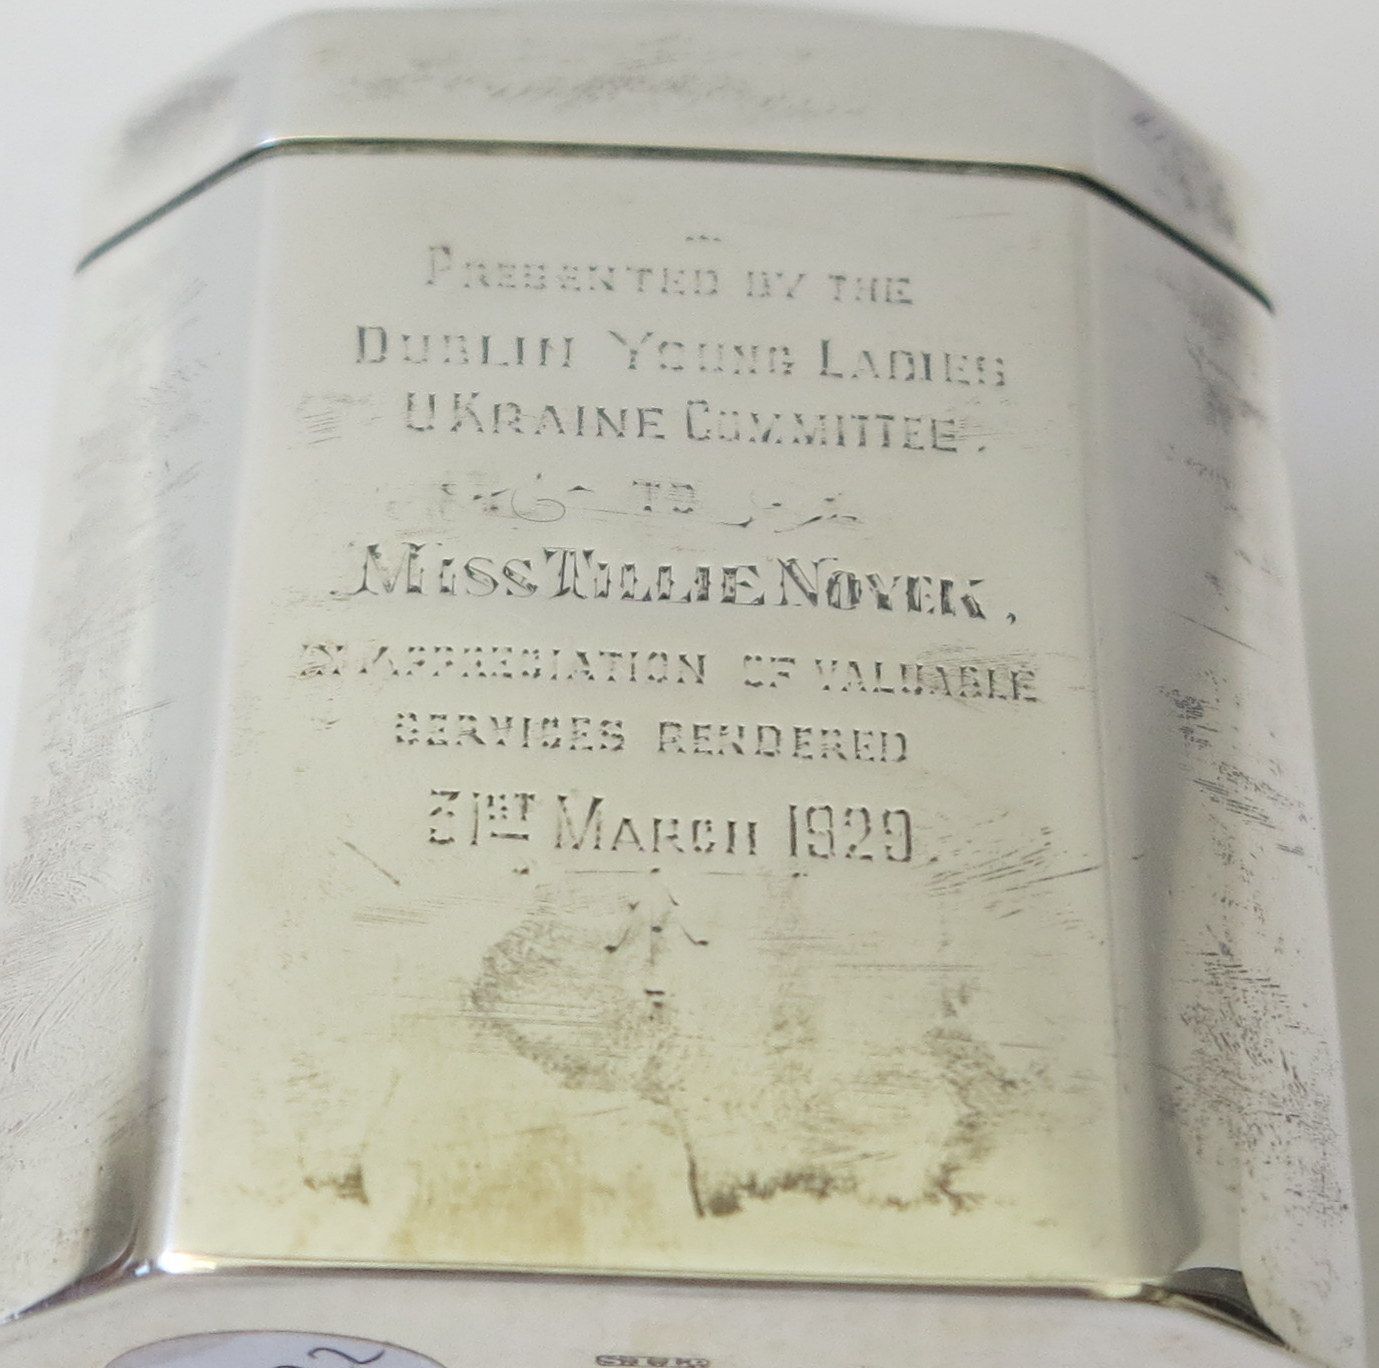 PRESENTED BY THE
DUBLIN YOUNG LADIES
UKRAINE COMMITTEE.
TO
MISS TILLIE NOYEK,
IN APPRECIATION OF VALUABLE
SERVICES RENDERED
31ST MARCH 1929.